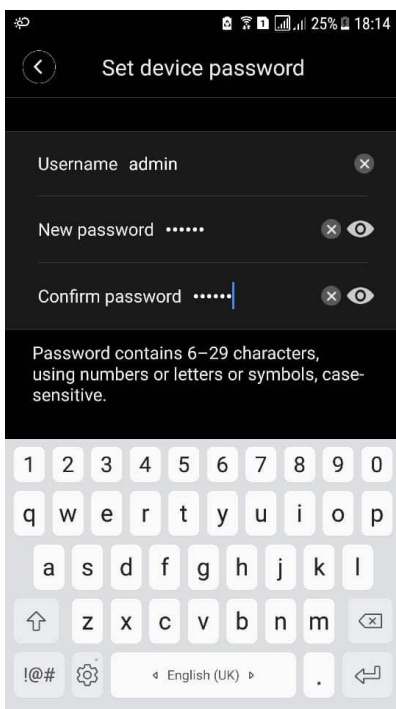 1 25% 18:14
Set device password
Username admin
New password ••••••
Confirm password ••••••
Password contains 6–29 characters,
using numbers or letters or symbols, case-
sensitive.
1 2 3 4 5 6 7 8 9 0
q w e r t y u i o p
a s d f g h j k l
z x c v b n m
!@# English (UK) .